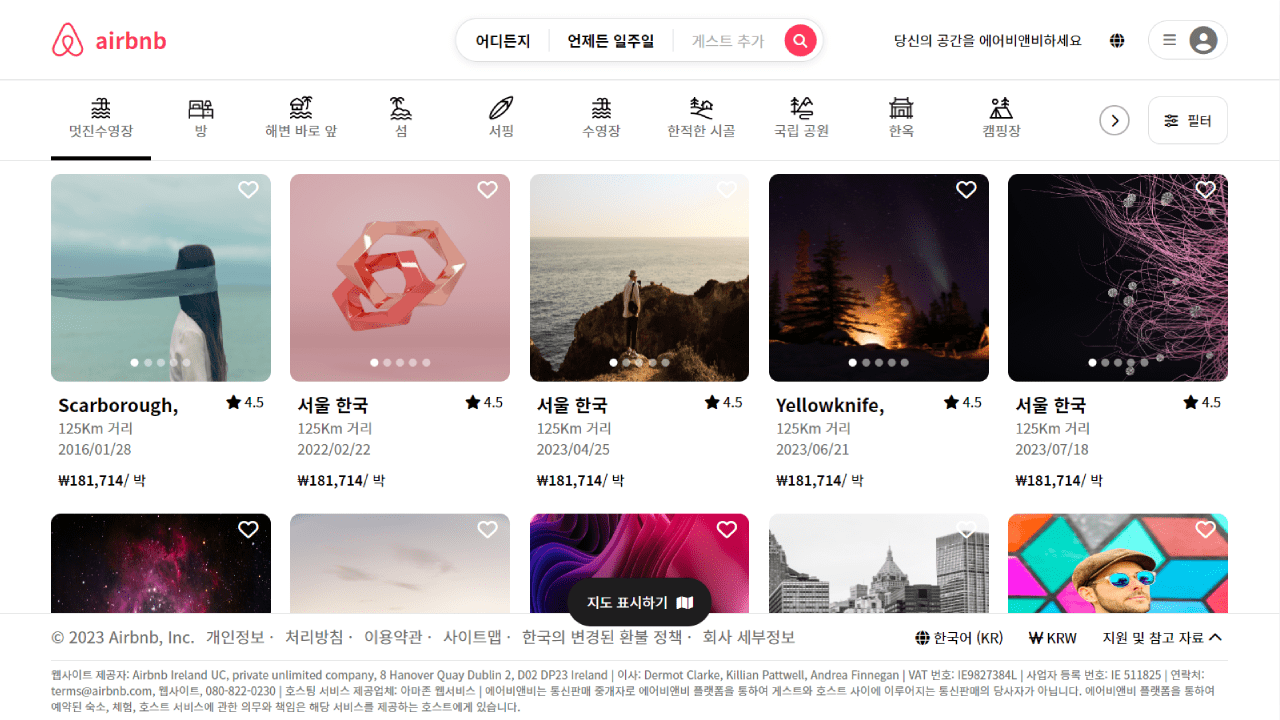 airbnb
어디든지 언제든 일주일 게스트 추가
당신의 공간을 에어비앤비하세요
멋진수영장 방 해변 바로 앞 섬 서핑 수영장 한적한 시골 국립 공원 한옥 캠핑장
필터
Scarborough, 4.5
125Km 거리
2016/01/28
₩181,714/ 박
서울 한국 4.5
125Km 거리
2022/02/22
₩181,714/ 박
서울 한국 4.5
125Km 거리
2023/04/25
₩181,714/ 박
Yellowknife, 4.5
125Km 거리
2023/06/21
₩181,714/ 박
서울 한국 4.5
125Km 거리
2023/07/18
₩181,714/ 박
지도 표시하기
© 2023 Airbnb, Inc. 개인정보 · 처리방침 · 이용약관 · 사이트맵 · 한국의 변경된 환불 정책 · 회사 세부정보
한국어 (KR) ₩ KRW 지원 및 참고 자료
웹사이트 제공자: Airbnb Ireland UC, private unlimited company, 8 Hanover Quay Dublin 2, D02 DP23 Ireland | 이사: Dermot Clarke, Killian Pattwell, Andrea Finnegan | VAT 번호: IE9827384L | 사업자 등록 번호: IE 511825 | 연락처:
terms@airbnb.com, 웹사이트, 080-822-0230 | 호스팅 서비스 제공업체: 아마존 웹서비스 | 에어비앤비는 통신판매 중개자로 에어비앤비 플랫폼을 통하여 게스트와 호스트 사이에 이루어지는 통신판매의 당사자가 아닙니다. 에어비앤비 플랫폼을 통하여
예약된 숙소, 체험, 호스트 서비스에 관한 의무와 책임은 해당 서비스를 제공하는 호스트에게 있습니다.